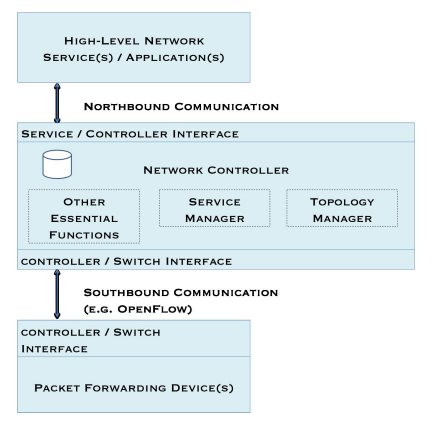 High-Level Network
Service(s) / Application(s)
Northbound Communication
Service / Controller Interface
Network Controller
Other
Essential
Functions
Service
Manager
Topology
Manager
controller / Switch Interface
Southbound Communication
(e.g. OpenFlow)
controller / Switch
Interface
Packet Forwarding Device(s)